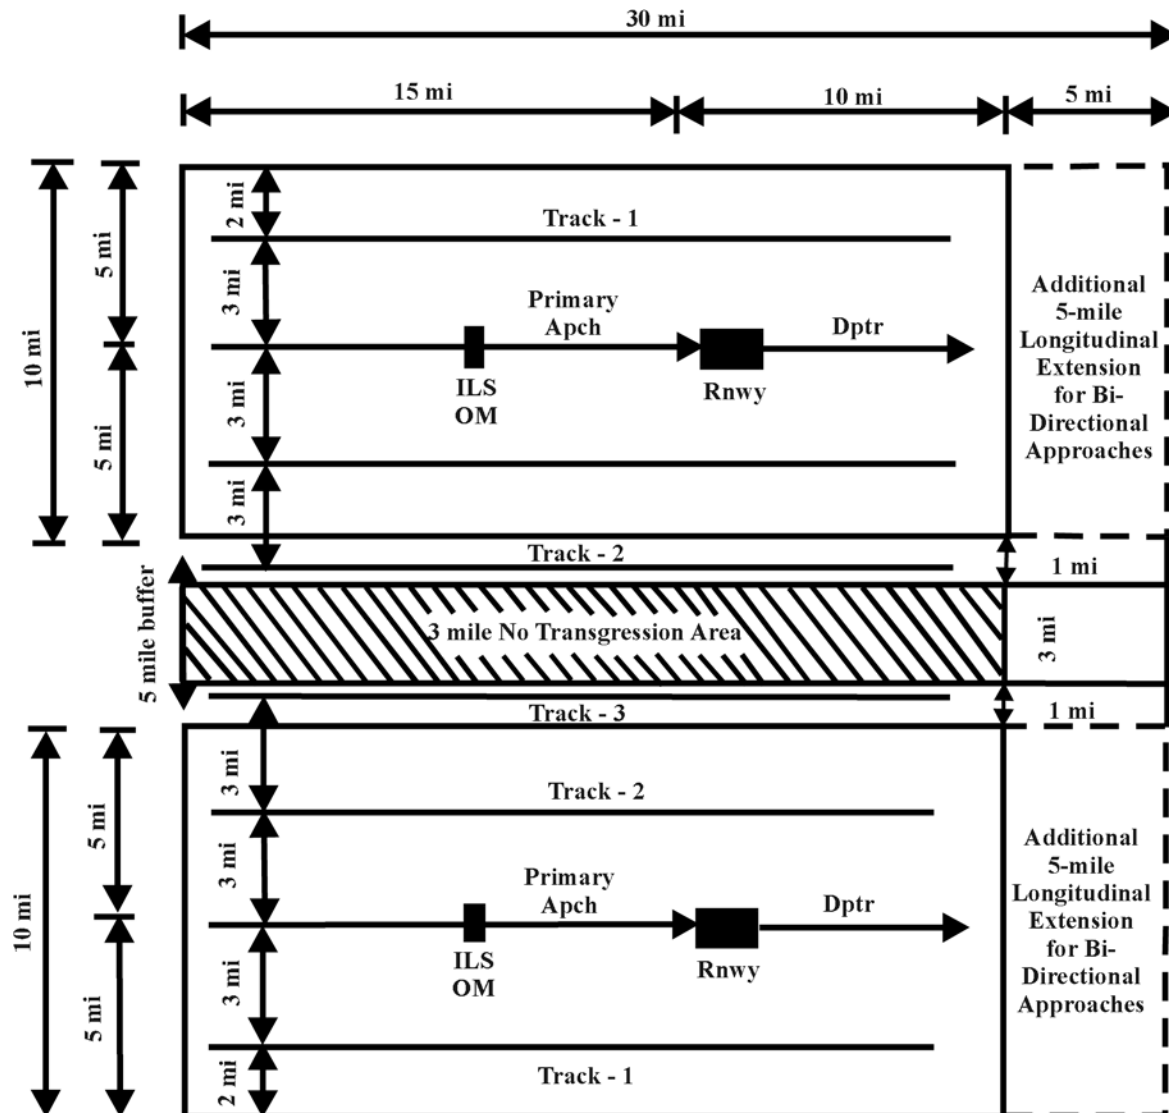 30 mi
15 mi
10 mi
5 mi
2 mi
Track - 1
5 mi
3 mi
Primary
Apch
Dptr
ILS
OM
Rnwy
10 mi
3 mi
5 mi
3 mi
Additional
5-mile
Longitudinal
Extension
for Bi-
Directional
Approaches
Track - 2
1 mi
5 mile buffer
3 mile No Transgression Area
3 mi
Track - 3
1 mi
3 mi
Track - 2
5 mi
3 mi
Primary
Apch
Dptr
ILS
OM
Rnwy
10 mi
3 mi
5 mi
2 mi
Track - 1
Additional
5-mile
Longitudinal
Extension
for Bi-
Directional
Approaches